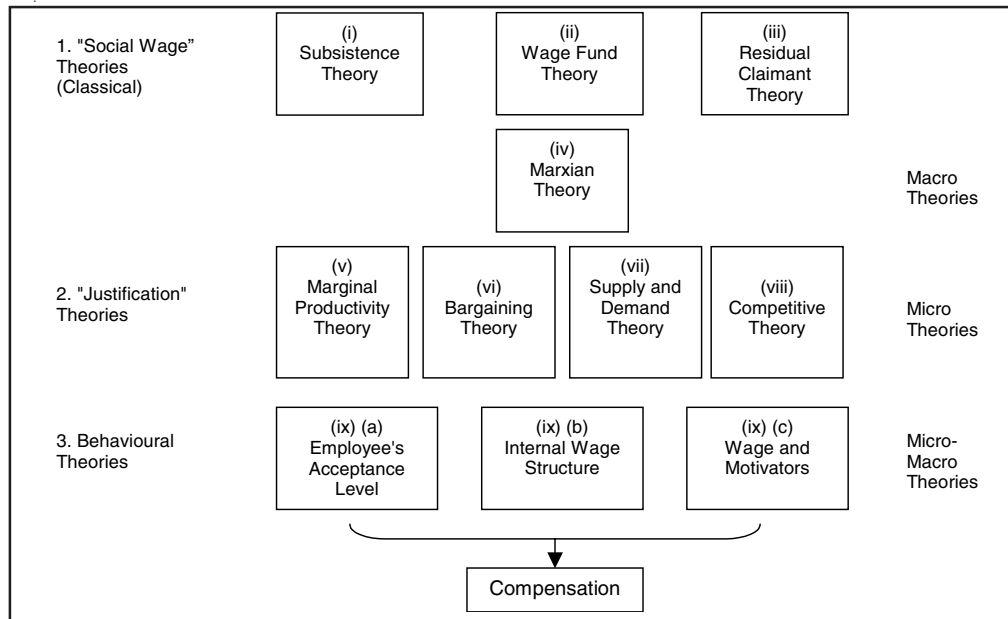 1. "Social Wage”
Theories
(Classical)
(i)
Subsistence
Theory
(ii)
Wage Fund
Theory
(iii)
Residual
Claimant
Theory
(iv)
Marxian
Theory
Macro
Theories
2. "Justification"
Theories
(v)
Marginal
Productivity
Theory
(vi)
Bargaining
Theory
(vii)
Supply and
Demand
Theory
(viii)
Competitive
Theory
Micro
Theories
3. Behavioural
Theories
(ix) (a)
Employee's
Acceptance
Level
(ix) (b)
Internal Wage
Structure
(ix) (c)
Wage and
Motivators
Micro-
Macro
Theories
Compensation